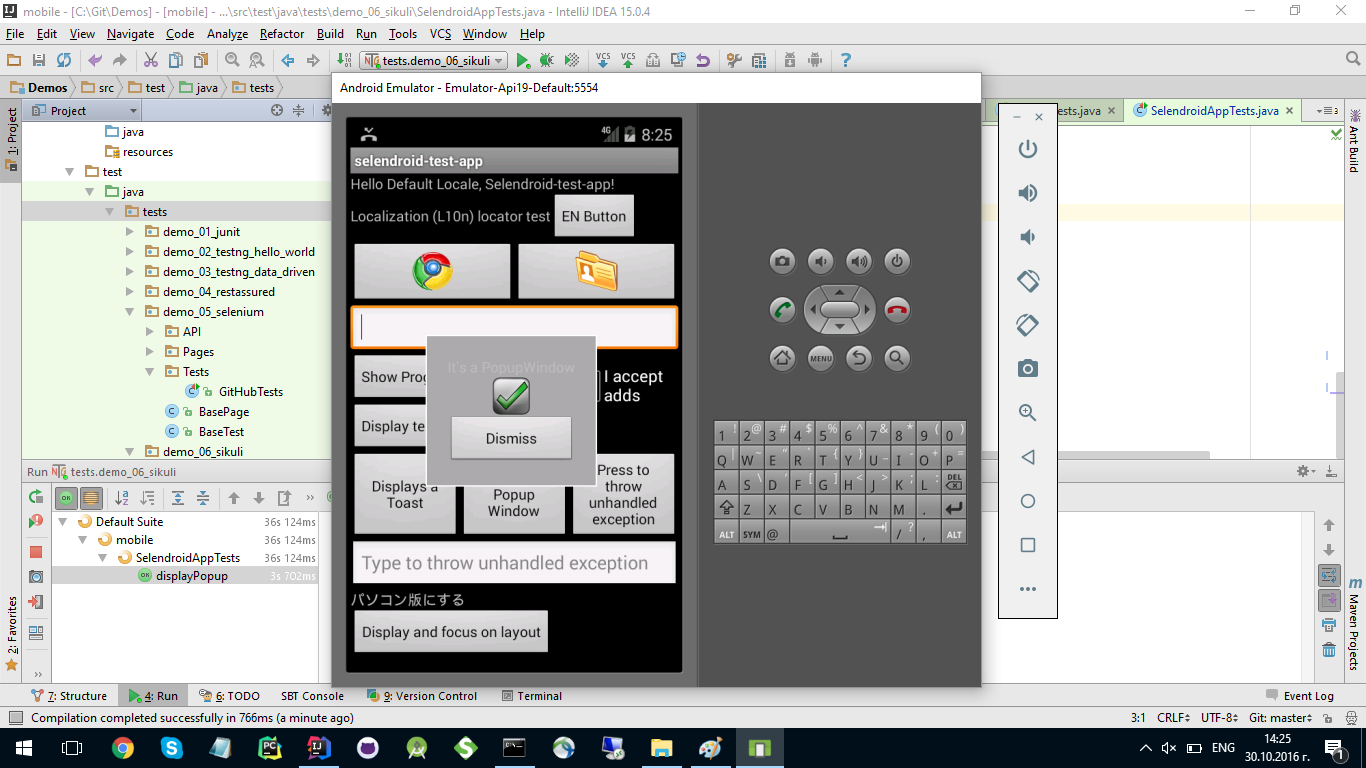 mobile - [C:\Git\Demos] - [mobile] - ...\src\test\java\tests\demo_06_sikuli\SelendroidAppTests.java - IntelliJ IDEA 15.0.4
File Edit View Navigate Code Analyze Refactor Build Run Tools VCS Window Help
tests.demo_06_sikuli
Demos src test java tests
1: Project
Project
java
resources
test
java
tests
demo_01_junit
demo_02_testng_hello_world
demo_03_testng_data_driven
demo_04_restassured
demo_05_selenium
API
Pages
Tests
GitHubTests
BasePage
BaseTest
demo_06_sikuli
Android Emulator - Emulator-Api19-Default:5554
4G 8:25
selendroid-test-app
Hello Default Locale, Selendroid-test-app!
Localization (L10n) locator test EN Button
It's a PopupWindow
Show Prog
I accept
adds
Display te
Dismiss
Displays a
Toast
Popup
Window
Press to
throw
unhandled
exception
Type to throw unhandled exception
パソコン版にする
Display and focus on layout
MENU
1 ! 2 @ 3 # 4 $ 5 % 6 ^ 7 & 8 * 9 ( 0 )
Q | W ~ E " R ` T { Y } U _ I - O + P =
A S \ D ' F [ G ] H < J > K ; L : DEL
Z X C V B N M .
ALT SYM @ / ? , ALT
ests.java
SelendroidAppTests.java
Ant Build
Maven Projects
Run tests.demo_06_sikuli
Default Suite 36s 124ms
mobile 36s 124ms
SelendroidAppTests 36s 124ms
displayPopup 3s 702ms
2: Favorites
7: Structure 4: Run 6: TODO SBT Console 9: Version Control Terminal Event Log
Compilation completed successfully in 766ms (a minute ago) 3:1 CRLF UTF-8 Git: master
ENG 14:25
30.10.2016 г. 1